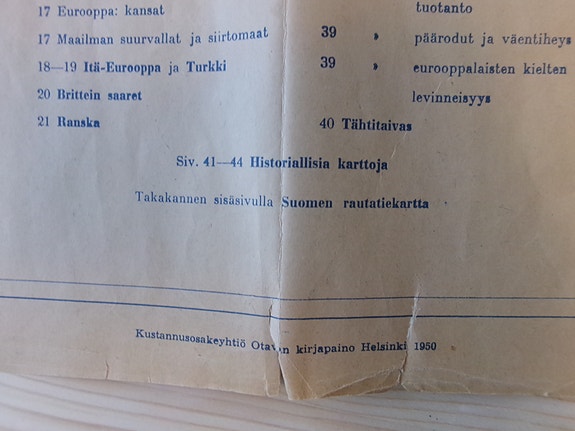 17 Eurooppa: kansat
17 Maailman suurvallat ja siirtomaat
18—19 Itä-Eurooppa ja Turkki
20 Brittein saaret
21 Ranska
tuotanto
39 » päärodut ja väentiheys
39 » eurooppalaisten kielten
levinneisyys
40 Tähtitaivas
Siv. 41—44 Historiallisia karttoja
Takakannen sisäsivulla Suomen rautatiekartta
Kustannusosakeyhtiö Otavan kirjapaino Helsinki 1950